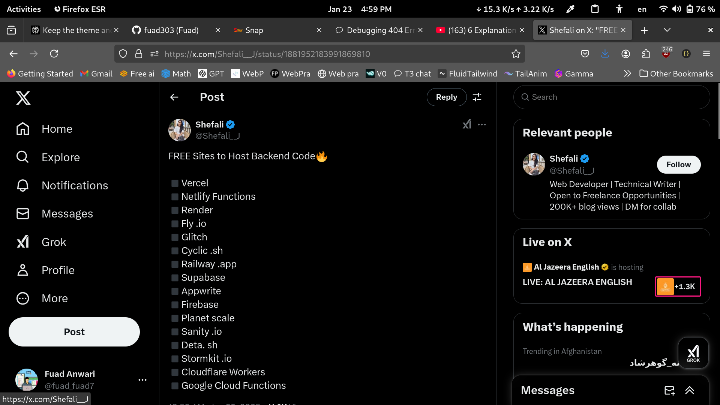 Activities
Firefox ESR
Jan 23 4:59 PM
↓ 15.3 K/s ↑ 3.22 K/s
en
76 %
Keep the theme an
fuad303 (Fuad)
Snap
Debugging 404 Err
(163) 6 Explanation
Shefali on X: "FREE
https://x.com/Shefali__J/status/1881952183991869810
246
Getting Started
Gmail
Free ai
Math
GPT
WebP
WebPra
Web pra
V0
T3 chat
FluidTailwind
TailAnim
Gamma
Other Bookmarks
Home
Explore
Notifications
Messages
Grok
Profile
More
Post
Fuad Anwari
@fuad_fuad7
https://x.com/Shefali__J
Post
Reply
Shefali
@Shefali__J
FREE Sites to Host Backend Code🔥
Vercel
Netlify Functions
Render
Fly .io
Glitch
Cyclic .sh
Railway .app
Supabase
Appwrite
Firebase
Planet scale
Sanity .io
Deta. sh
Stormkit .io
Cloudflare Workers
Google Cloud Functions
Search
Relevant people
Shefali
@Shefali__J
Follow
Web Developer | Technical Writer |
Open to Freelance Opportunities |
200K+ blog views | DM for collab
Live on X
Al Jazeera English is hosting
LIVE: AL JAZEERA ENGLISH
+1.3K
What's happening
Trending in Afghanistan
GROK
Messages